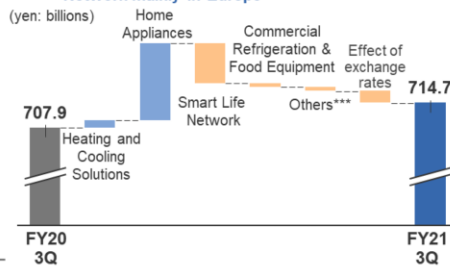 (yen: billions)
Home
Appliances
Commercial
Refrigeration &
Food Equipment
Effect of
exchange
rates
714.7
707.9
Smart Life
Network
Others***
Heating and
Cooling
Solutions
FY20
3Q
FY21
3Q